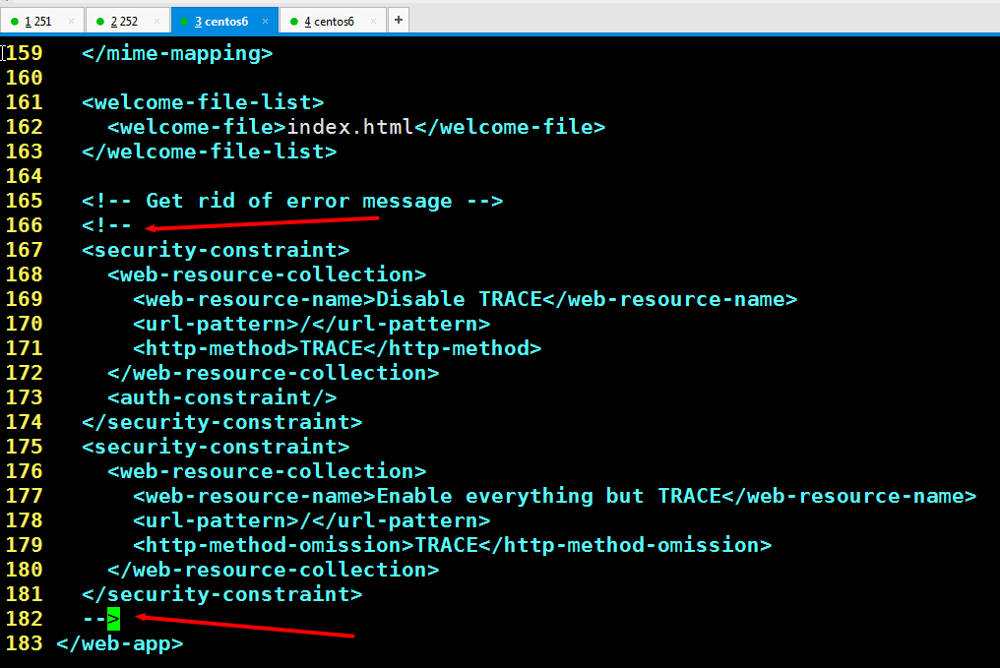 1 251 × 2 252 × 3 centos6 × 4 centos6 × +
159   </mime-mapping>
160
161   <welcome-file-list>
162     <welcome-file>index.html</welcome-file>
163   </welcome-file-list>
164
165   <!-- Get rid of error message -->
166   <!--
167   <security-constraint>
168     <web-resource-collection>
169       <web-resource-name>Disable TRACE</web-resource-name>
170       <url-pattern>/</url-pattern>
171       <http-method>TRACE</http-method>
172     </web-resource-collection>
173     <auth-constraint/>
174   </security-constraint>
175   <security-constraint>
176     <web-resource-collection>
177       <web-resource-name>Enable everything but TRACE</web-resource-name>
178       <url-pattern>/</url-pattern>
179       <http-method-omission>TRACE</http-method-omission>
180     </web-resource-collection>
181   </security-constraint>
182   -->
183 </web-app>